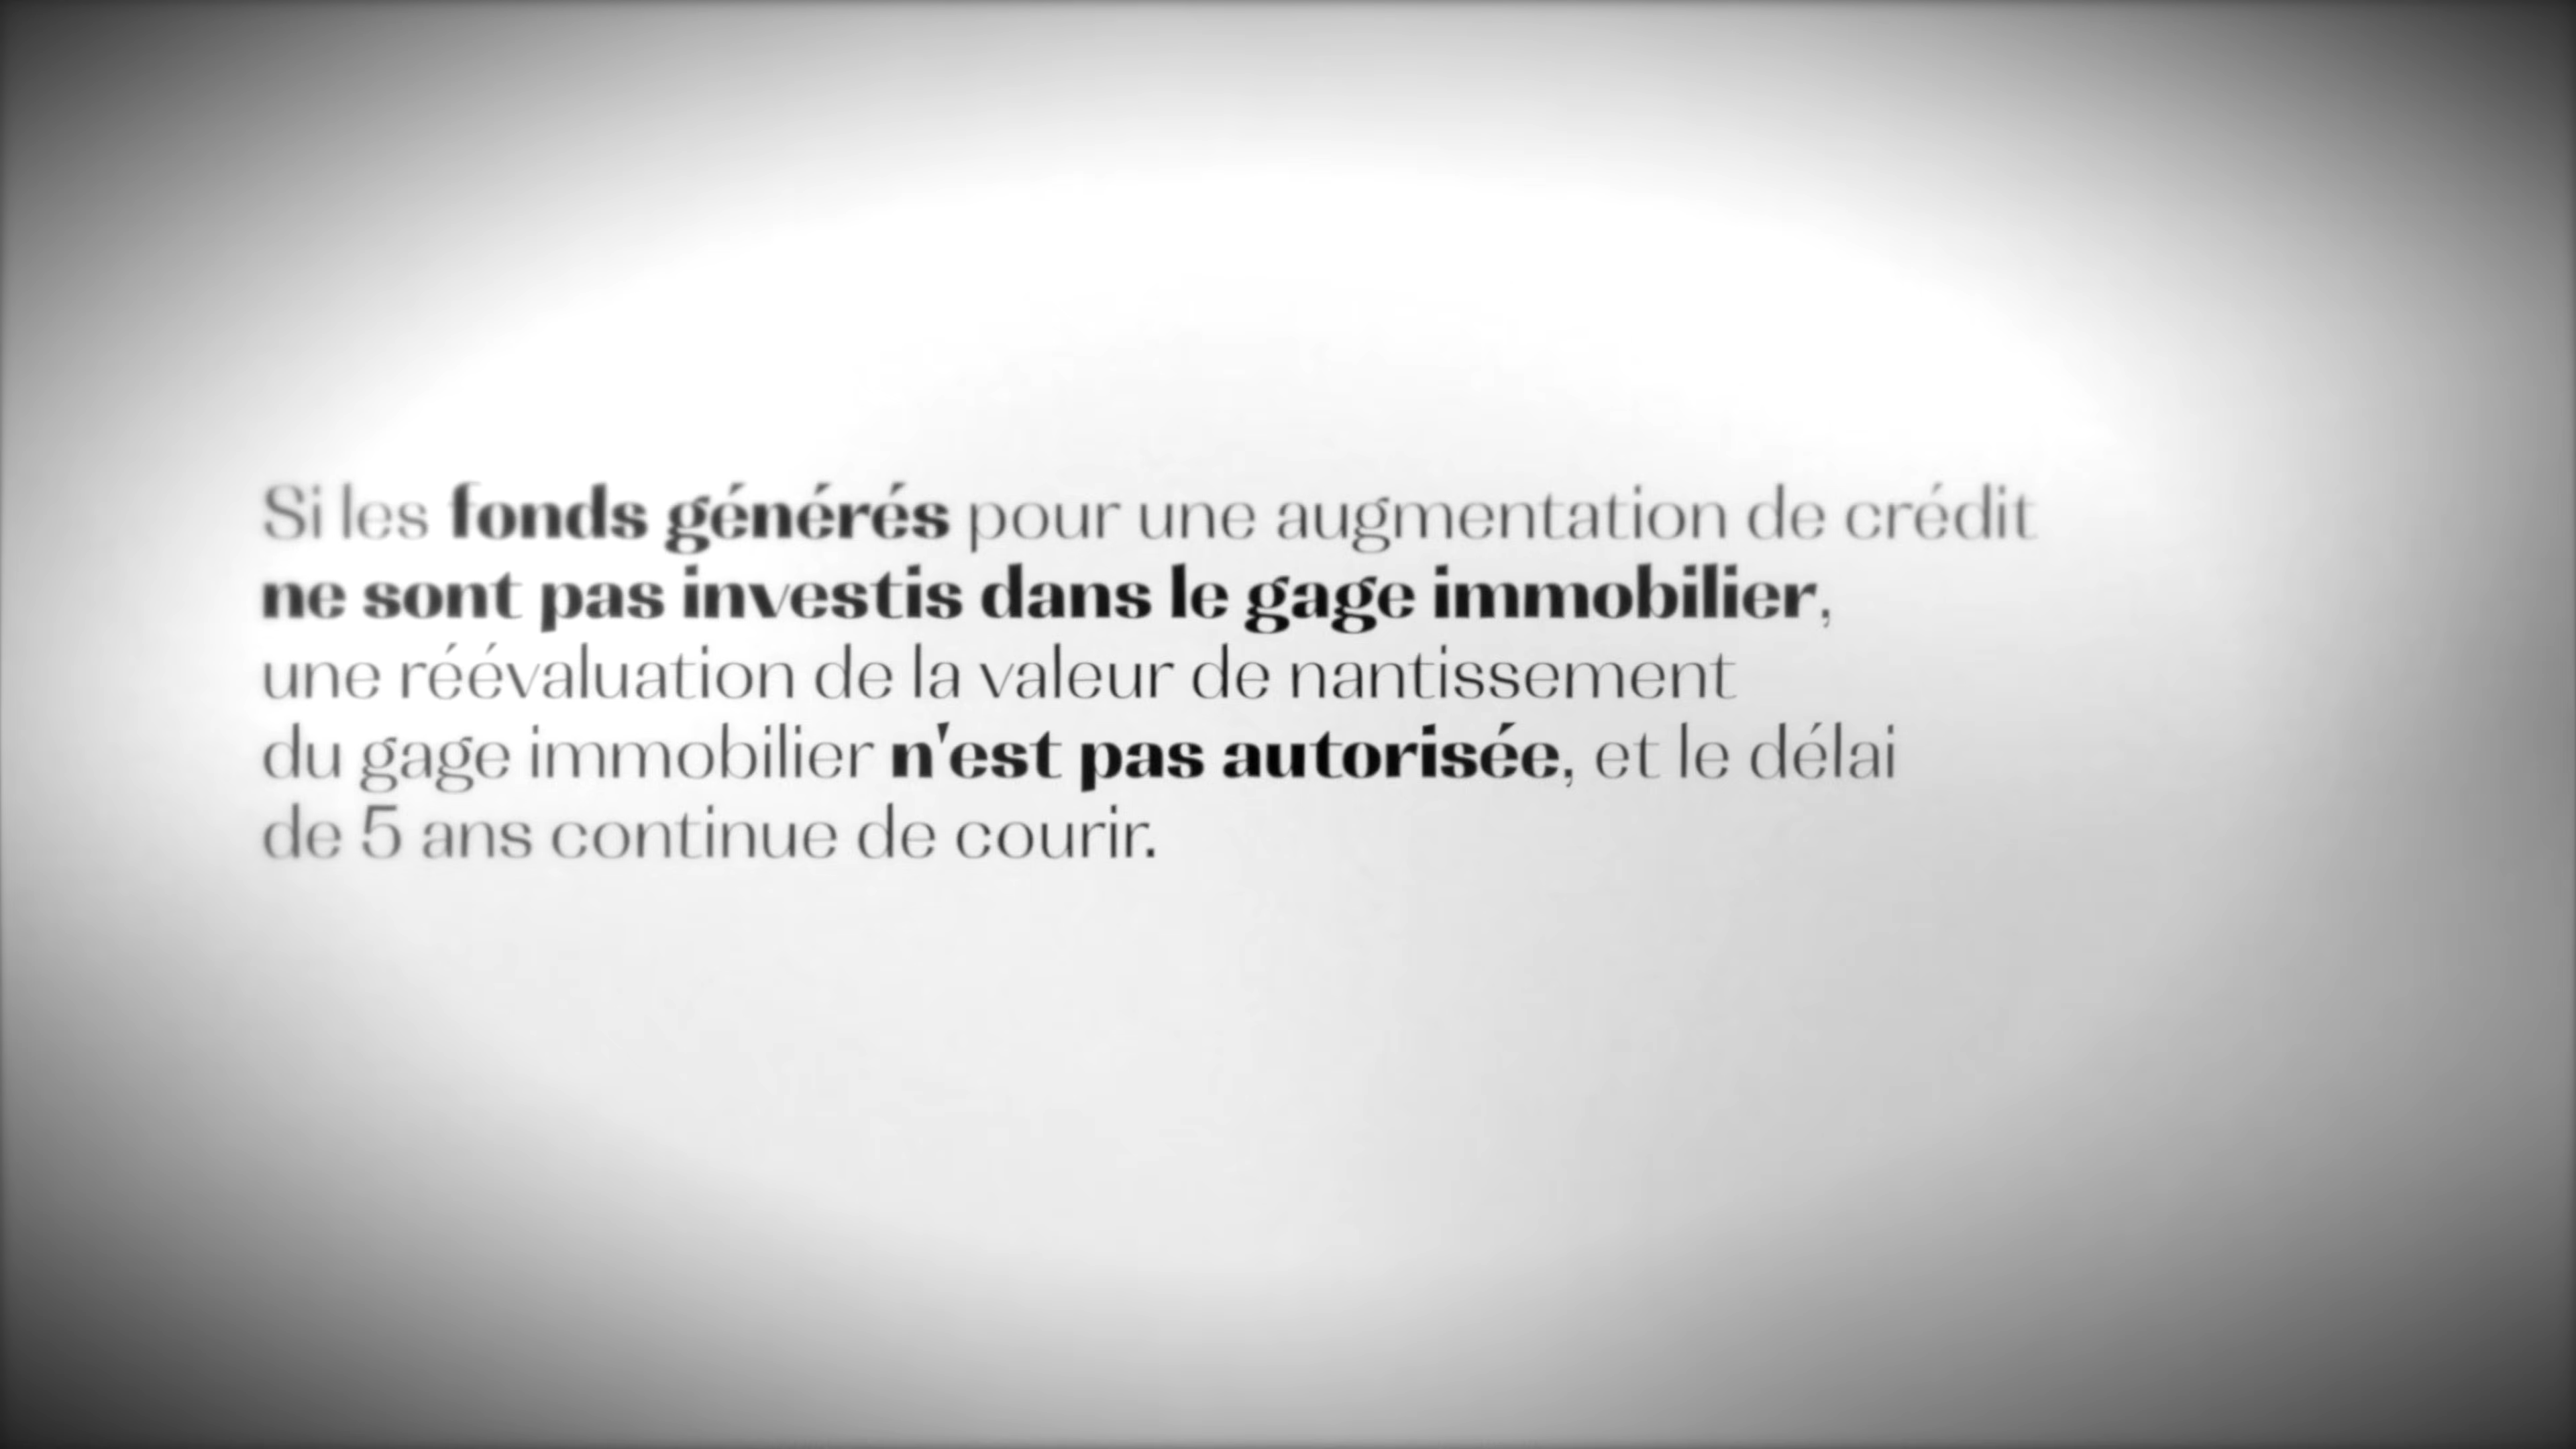 Si les fonds générés pour une augmentation de crédit
ne sont pas investis dans le gage immobilier,
une réévaluation de la valeur de nantissement
du gage immobilier n'est pas autorisée, et le délai
de 5 ans continue de courir.